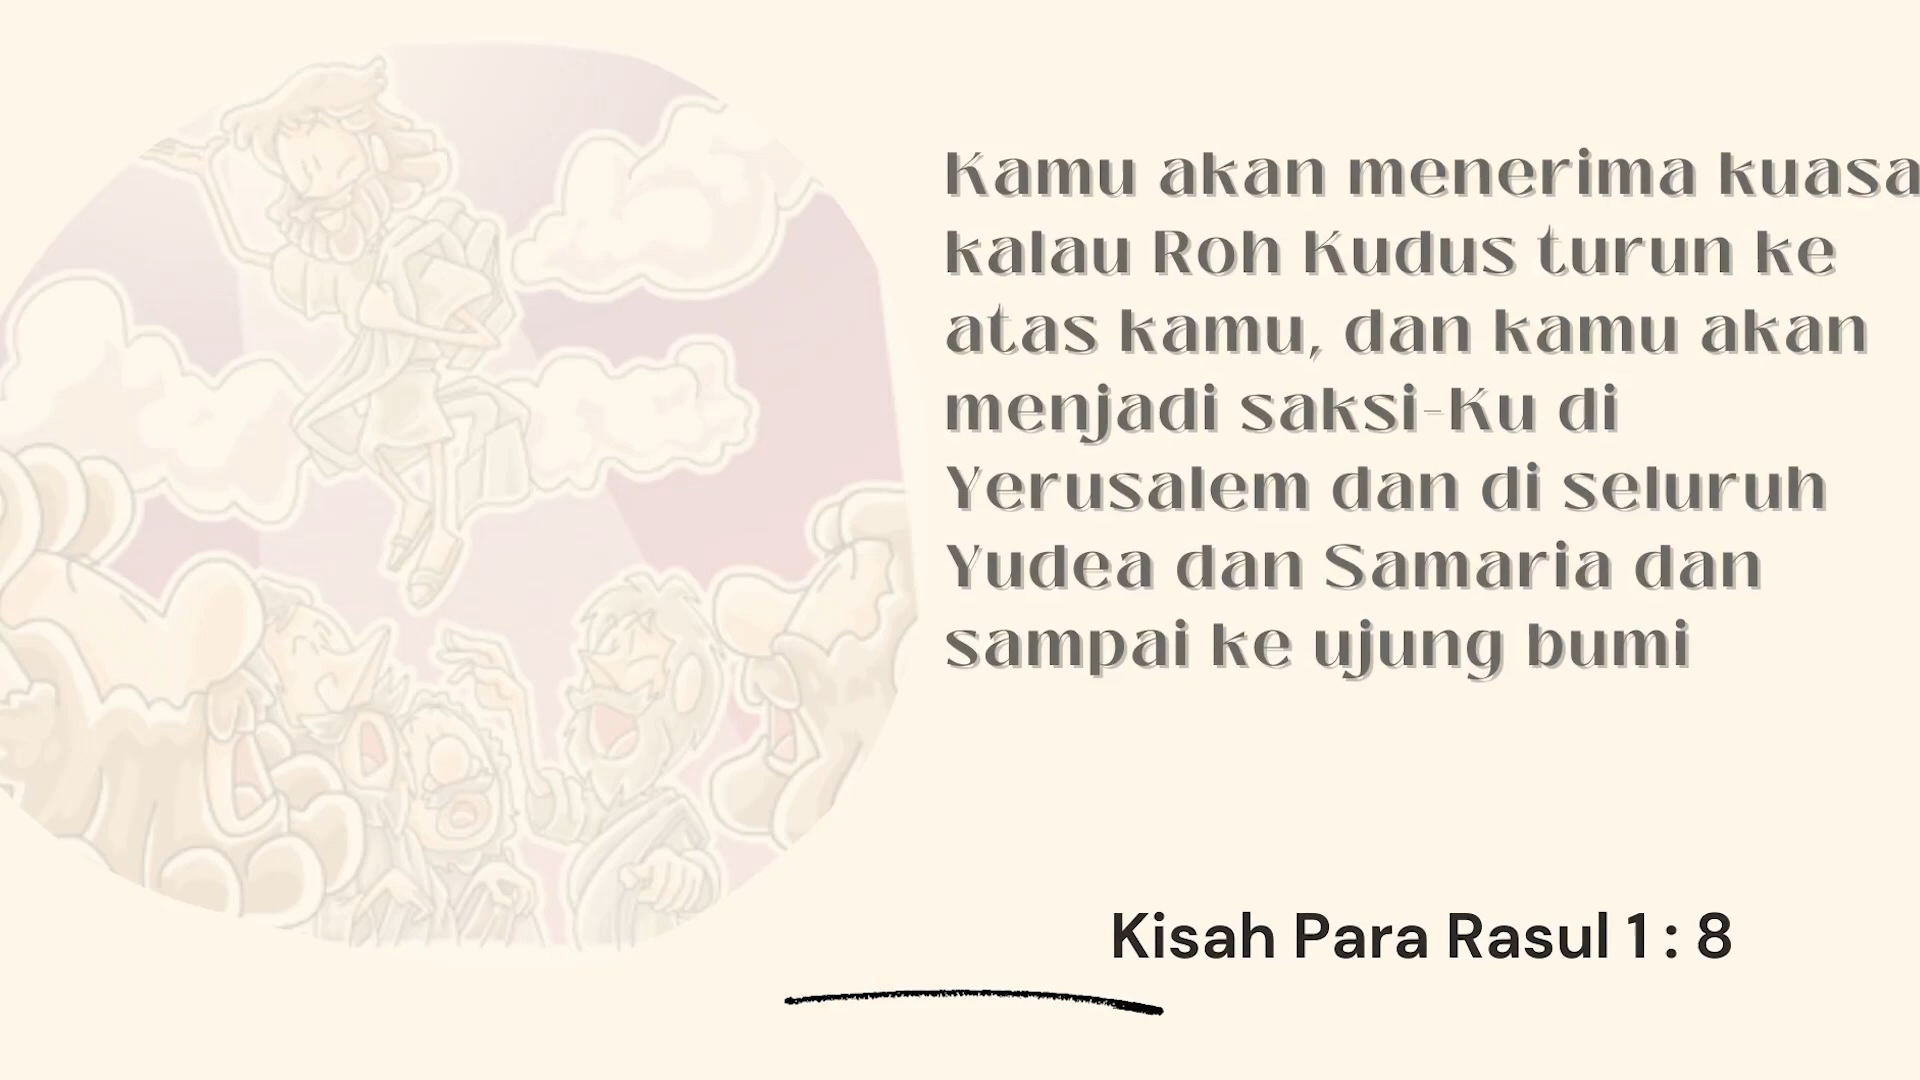 Kamu akan menerima kuasa
kalau Roh Kudus turun ke
atas kamu, dan kamu akan
menjadi saksi-Ku di
Yerusalem dan di seluruh
Yudea dan Samaria dan
sampai ke ujung bumi
Kisah Para Rasul 1 : 8